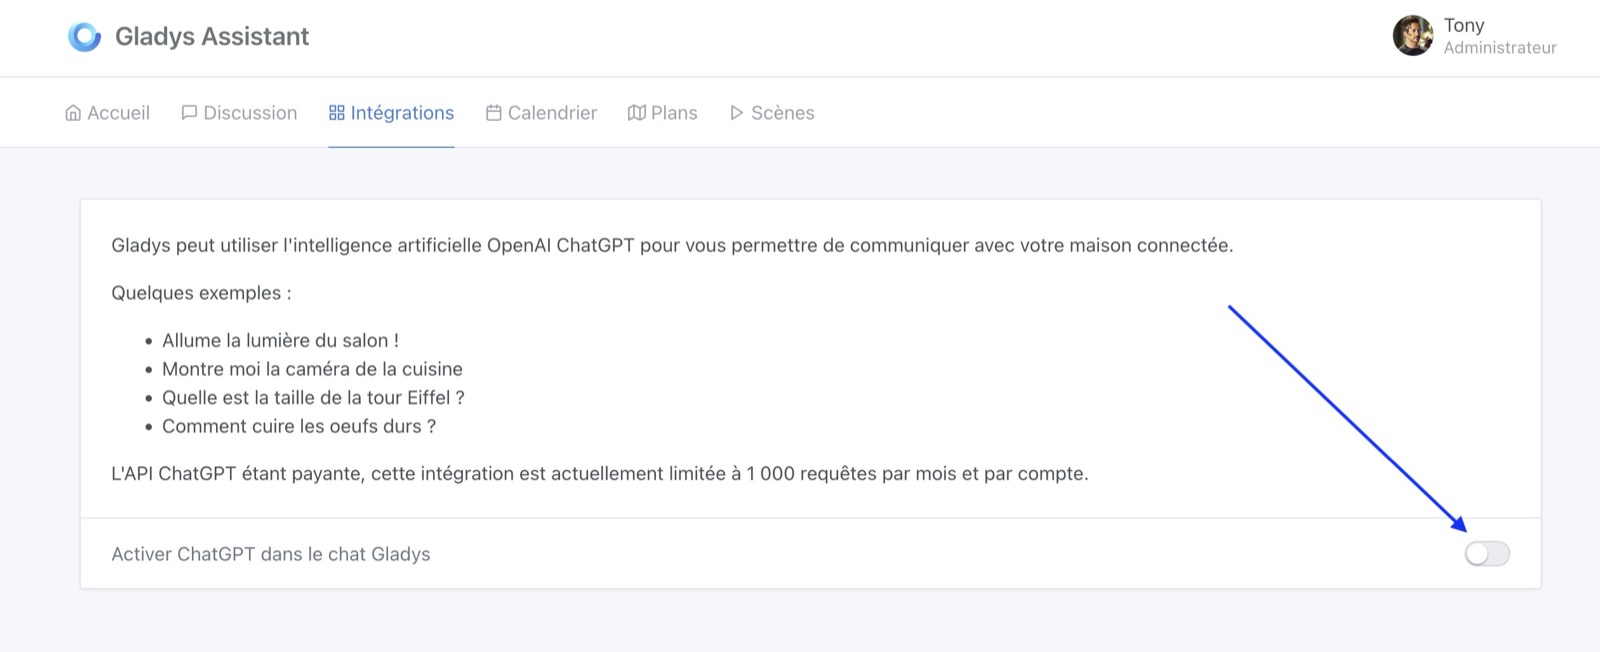 Gladys Assistant
Tony
Administrateur
Accueil Discussion Intégrations Calendrier Plans Scènes
Gladys peut utiliser l'intelligence artificielle OpenAI ChatGPT pour vous permettre de communiquer avec votre maison connectée.
Quelques exemples :
• Allume la lumière du salon !
• Montre moi la caméra de la cuisine
• Quelle est la taille de la tour Eiffel ?
• Comment cuire les oeufs durs ?
L'API ChatGPT étant payante, cette intégration est actuellement limitée à 1 000 requêtes par mois et par compte.
Activer ChatGPT dans le chat Gladys